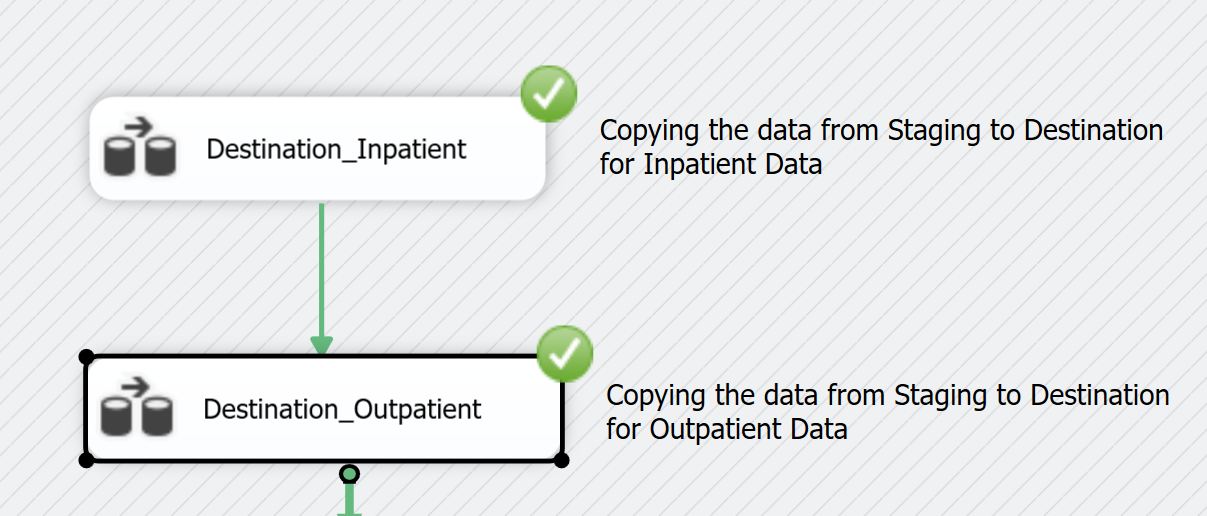 Destination_Inpatient
Copying the data from Staging to Destination
for Inpatient Data
Destination_Outpatient
Copying the data from Staging to Destination
for Outpatient Data